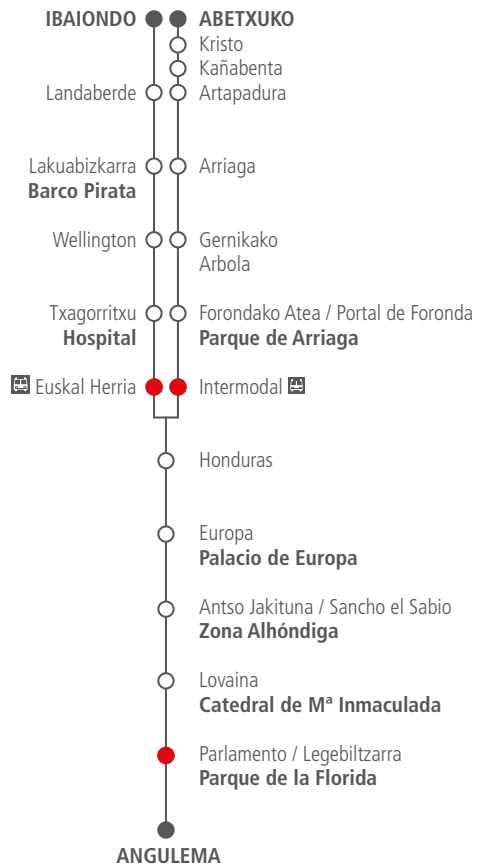 IBAIONDO
ABETXUKO
Kristo
Kañabenta
Landaberde
Artapadura
Lakuabizkarra
Barco Pirata
Arriaga
Wellington
Gernikako
Arbola
Txagorritxu
Hospital
Forondako Atea / Portal de Foronda
Parque de Arriaga
Euskal Herria
Intermodal
Honduras
Europa
Palacio de Europa
Antso Jakituna / Sancho el Sabio
Zona Alhóndiga
Lovaina
Catedral de Mª Inmaculada
Parlamento / Legebiltzarra
Parque de la Florida
ANGULEMA